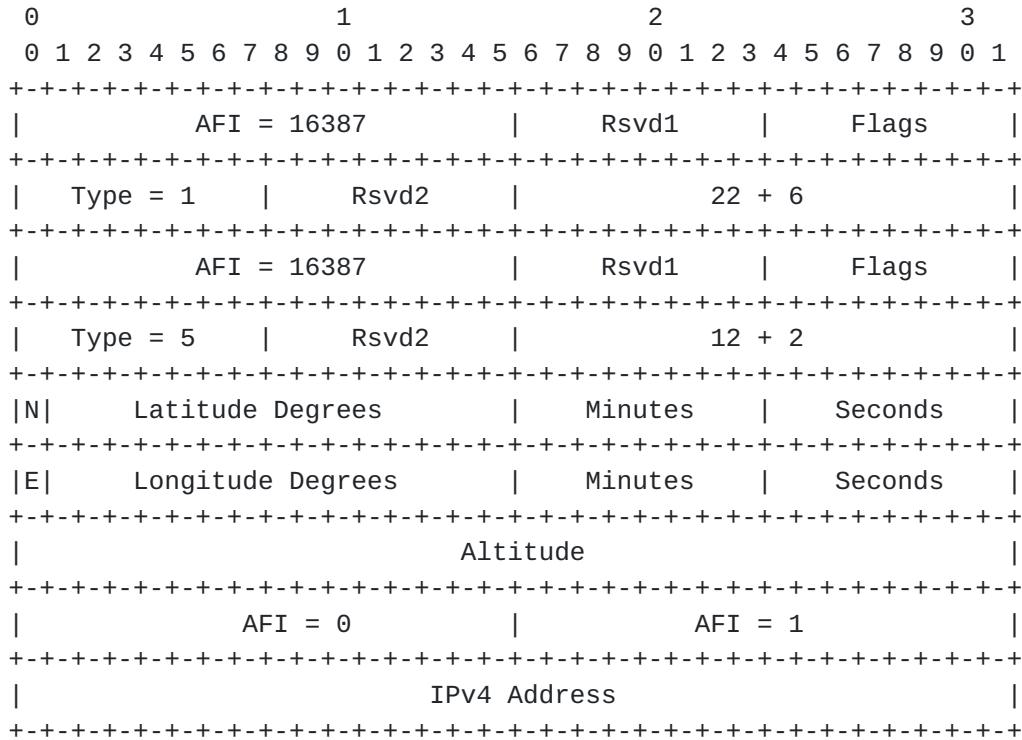 0                   1                   2                   3
 0 1 2 3 4 5 6 7 8 9 0 1 2 3 4 5 6 7 8 9 0 1 2 3 4 5 6 7 8 9 0 1
+-+-+-+-+-+-+-+-+-+-+-+-+-+-+-+-+-+-+-+-+-+-+-+-+-+-+-+-+-+-+-+-+
|           AFI = 16387         |     Rsvd1     |     Flags     |
+-+-+-+-+-+-+-+-+-+-+-+-+-+-+-+-+-+-+-+-+-+-+-+-+-+-+-+-+-+-+-+-+
|   Type = 1    |     Rsvd2     |            22 + 6             |
+-+-+-+-+-+-+-+-+-+-+-+-+-+-+-+-+-+-+-+-+-+-+-+-+-+-+-+-+-+-+-+-+
|           AFI = 16387         |     Rsvd1     |     Flags     |
+-+-+-+-+-+-+-+-+-+-+-+-+-+-+-+-+-+-+-+-+-+-+-+-+-+-+-+-+-+-+-+-+
|   Type = 5    |     Rsvd2     |            12 + 2             |
+-+-+-+-+-+-+-+-+-+-+-+-+-+-+-+-+-+-+-+-+-+-+-+-+-+-+-+-+-+-+-+-+
|N|     Latitude Degrees        |    Minutes    |    Seconds    |
+-+-+-+-+-+-+-+-+-+-+-+-+-+-+-+-+-+-+-+-+-+-+-+-+-+-+-+-+-+-+-+-+
|E|     Longitude Degrees       |    Minutes    |    Seconds    |
+-+-+-+-+-+-+-+-+-+-+-+-+-+-+-+-+-+-+-+-+-+-+-+-+-+-+-+-+-+-+-+-+
|                            Altitude                           |
+-+-+-+-+-+-+-+-+-+-+-+-+-+-+-+-+-+-+-+-+-+-+-+-+-+-+-+-+-+-+-+-+
|              AFI = 0          |           AFI = 1             |
+-+-+-+-+-+-+-+-+-+-+-+-+-+-+-+-+-+-+-+-+-+-+-+-+-+-+-+-+-+-+-+-+
|                          IPv4 Address                         |
+-+-+-+-+-+-+-+-+-+-+-+-+-+-+-+-+-+-+-+-+-+-+-+-+-+-+-+-+-+-+-+-+